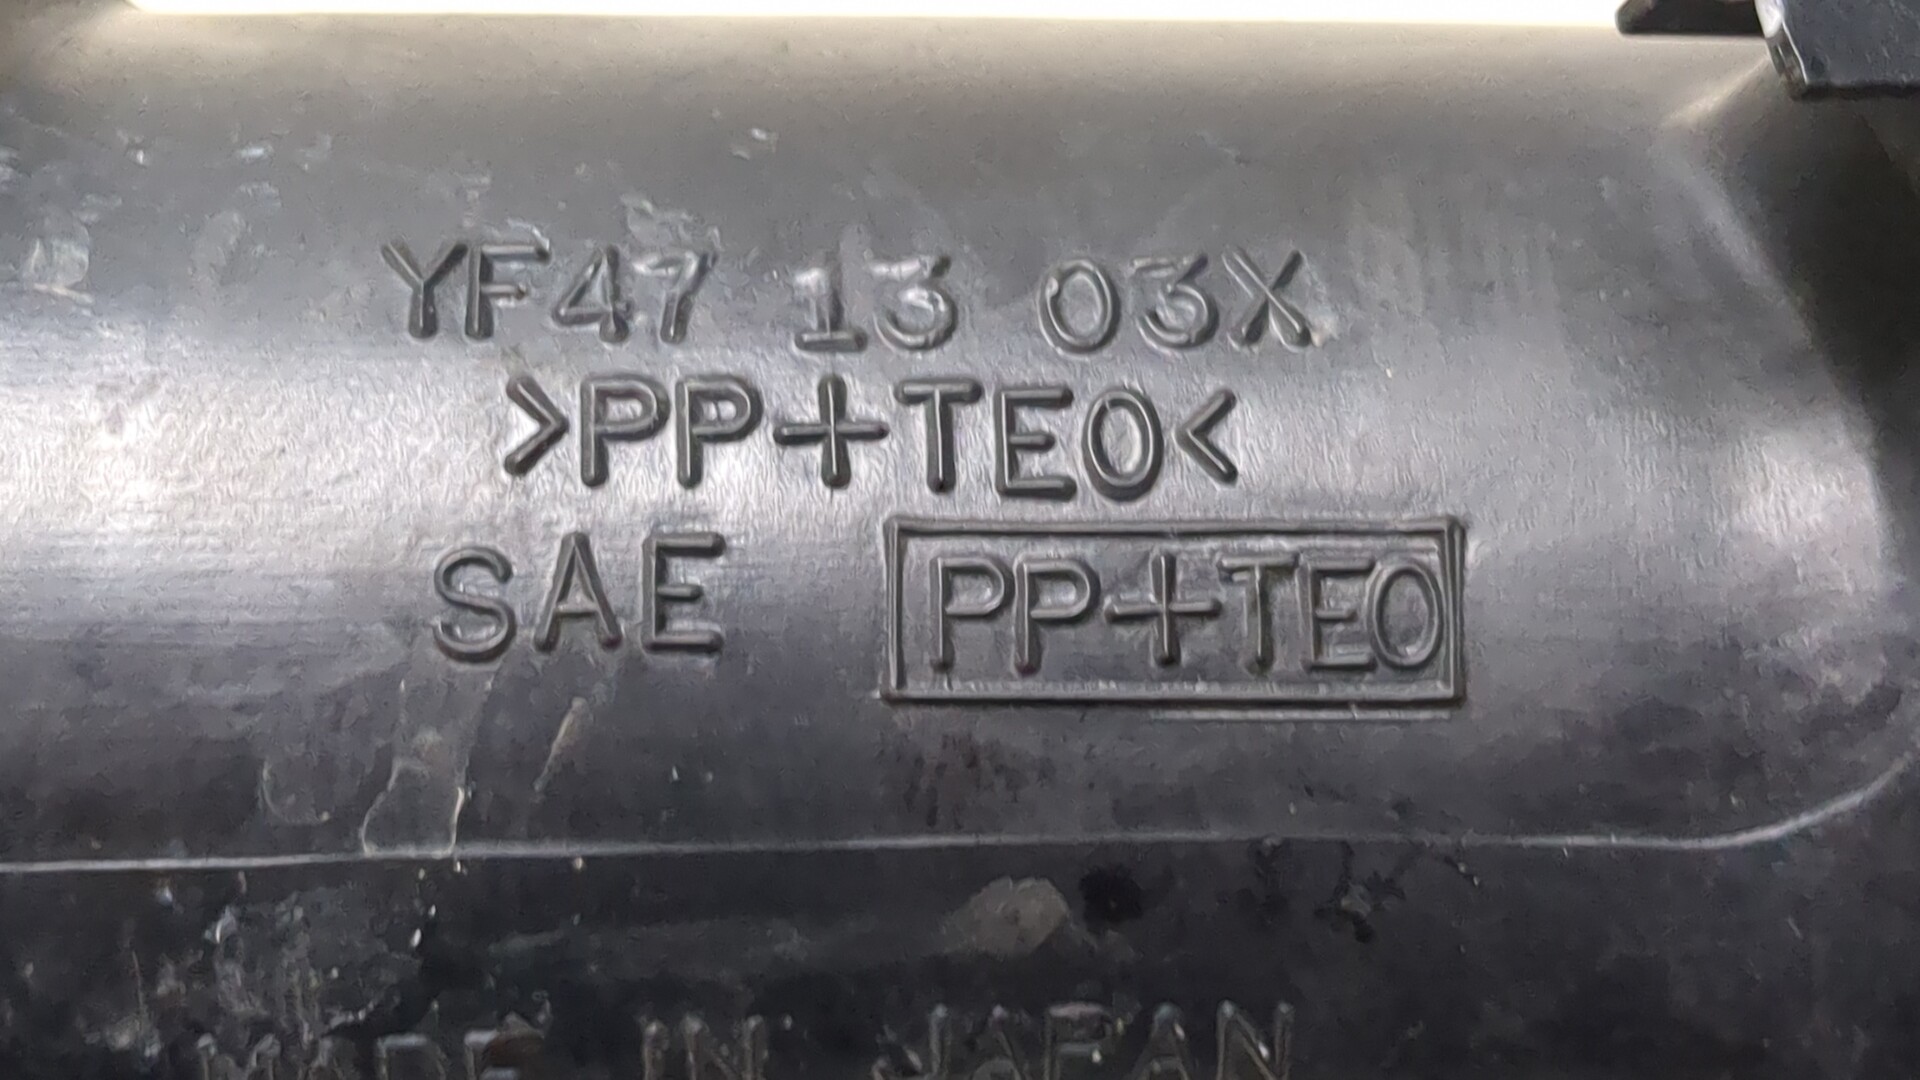 YF47 13 03X
>PP+TEO<
SAE PP+TEO
MADE IN JAPAN